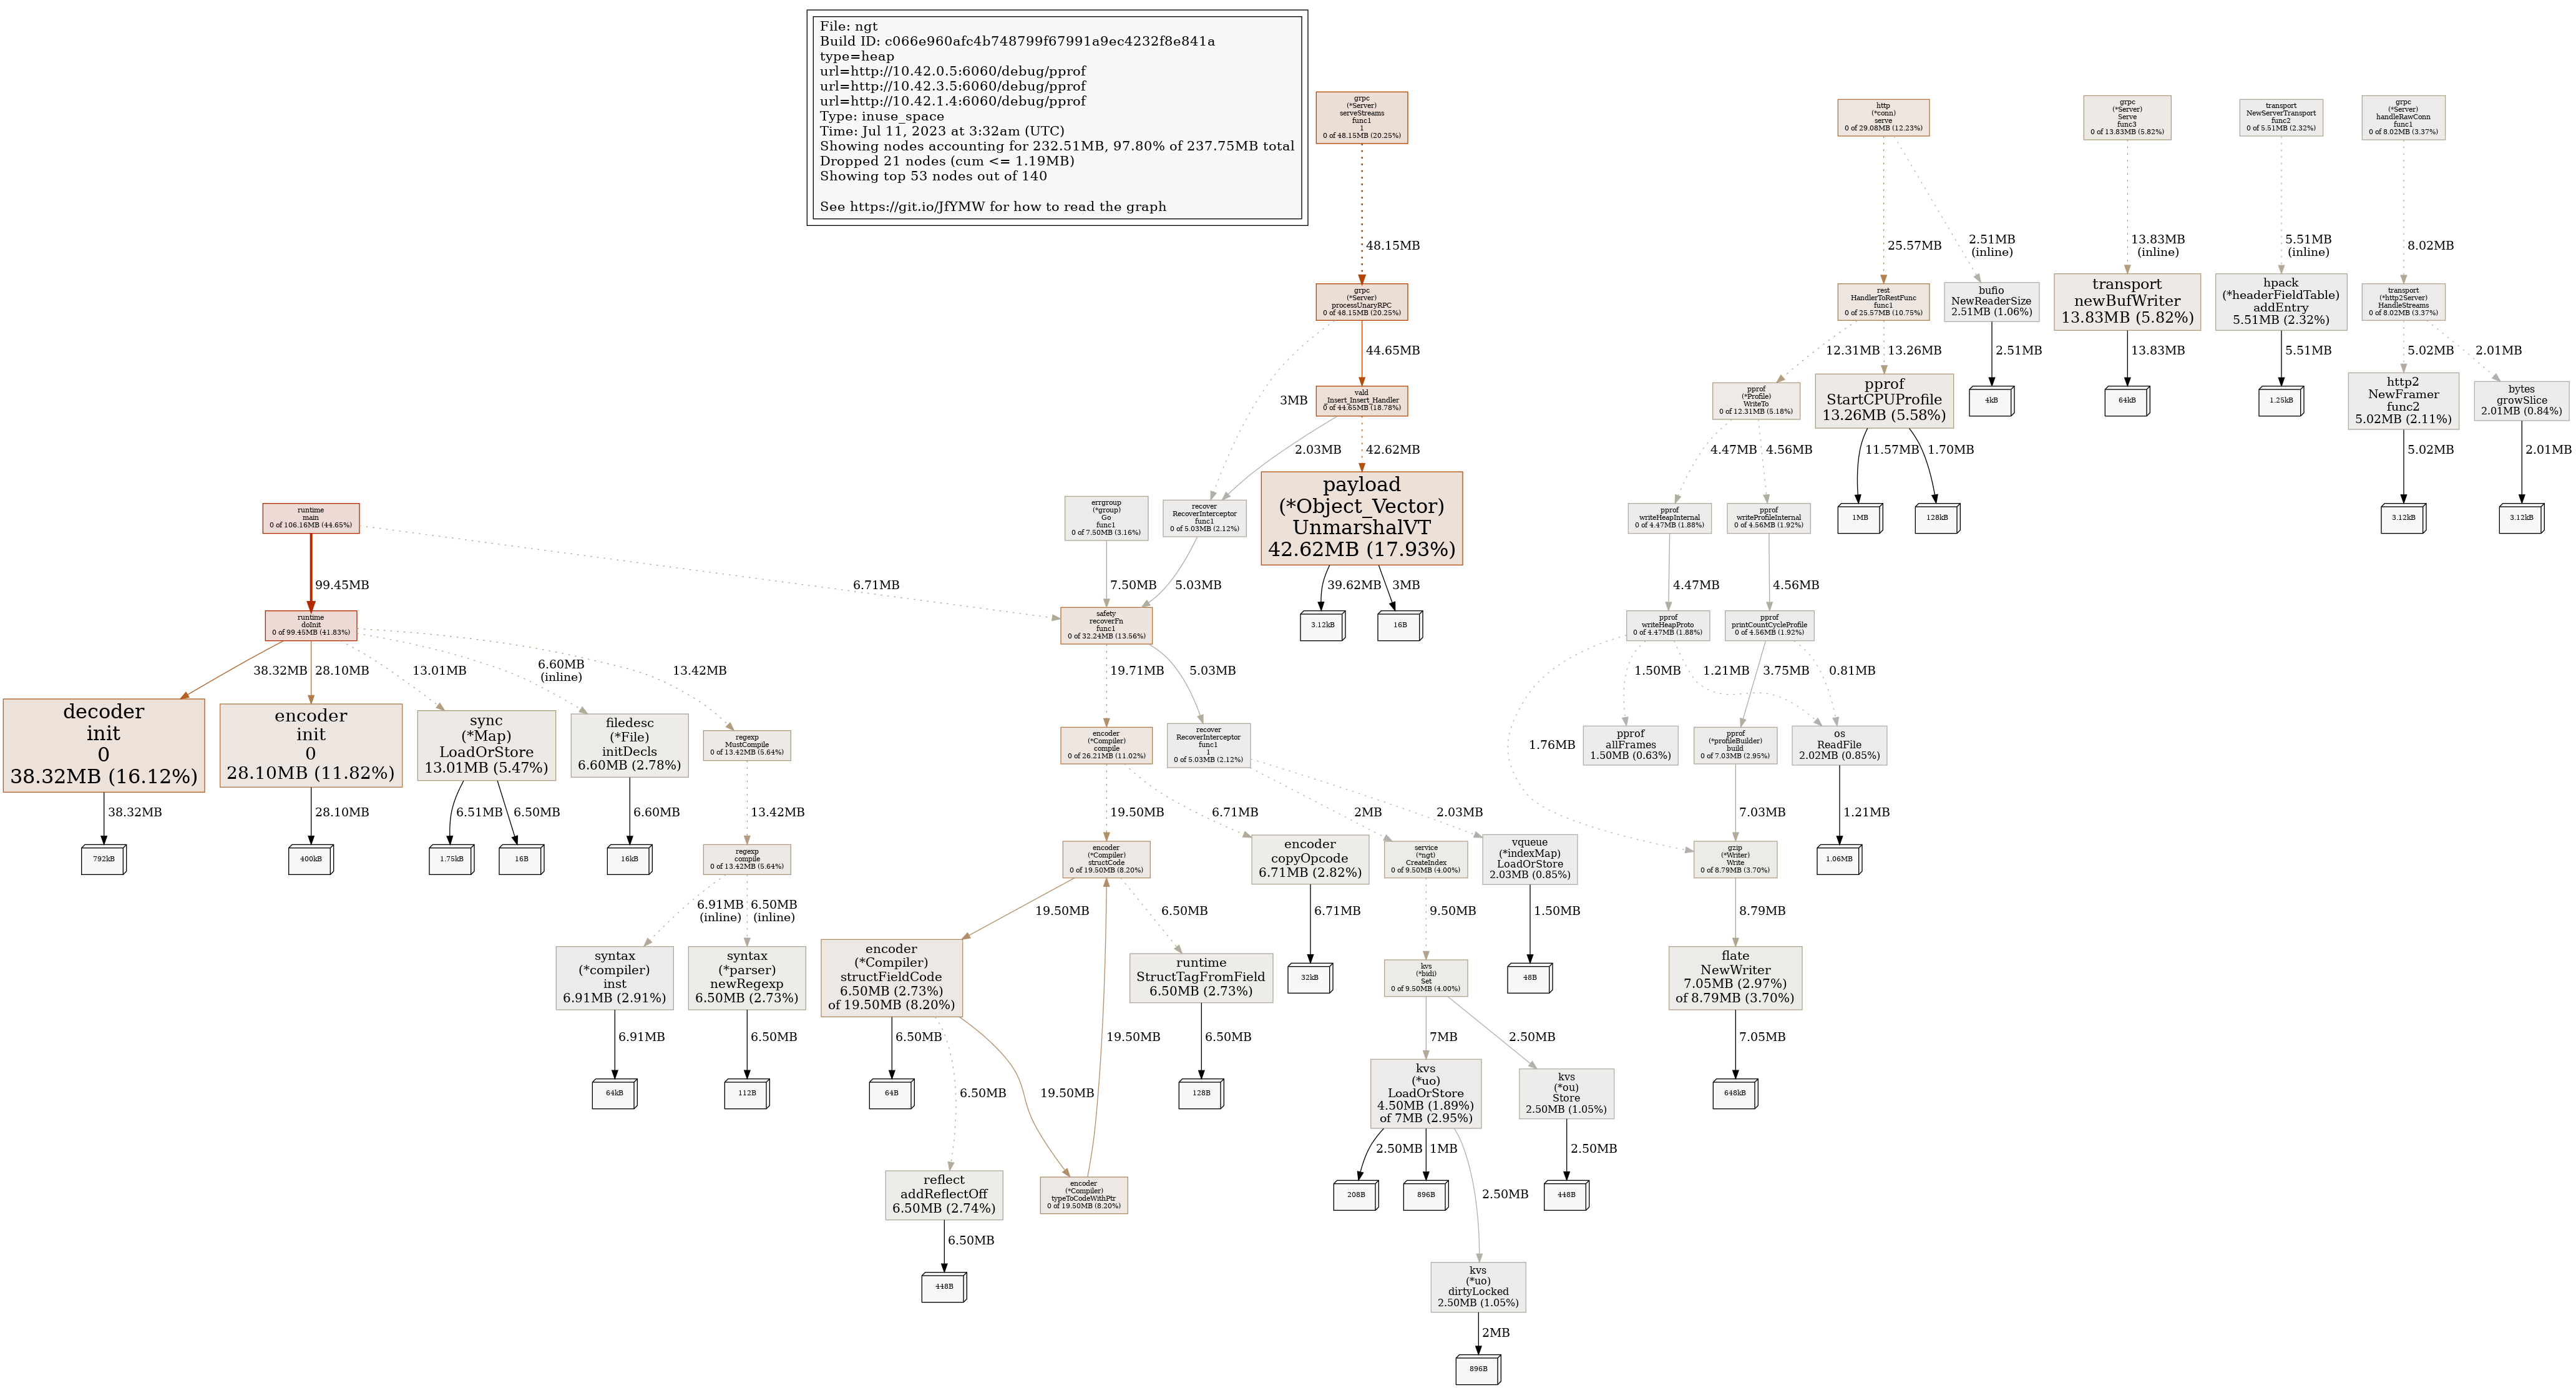 File: ngt
Build ID: c066e960afc4b748799f67991a9ec4232f8e841a
type=heap
url=http://10.42.0.5:6060/debug/pprof
url=http://10.42.3.5:6060/debug/pprof
url=http://10.42.1.4:6060/debug/pprof
Type: inuse_space
Time: Jul 11, 2023 at 3:32am (UTC)
Showing nodes accounting for 232.51MB, 97.80% of 237.75MB total
Dropped 21 nodes (cum <= 1.19MB)
Showing top 53 nodes out of 140
See https://git.io/JfYMW for how to read the graph
grpc
(*Server)
serveStreams
func1
1
0 of 48.15MB (20.25%)
http
(*conn)
serve
0 of 29.08MB (12.23%)
grpc
(*Server)
Serve
func3
0 of 13.83MB (5.82%)
transport
NewServerTransport
func2
0 of 5.51MB (2.32%)
grpc
(*Server)
handleRawConn
func1
0 of 8.02MB (3.37%)
48.15MB
25.57MB
2.51MB
(inline)
13.83MB
(inline)
5.51MB
(inline)
8.02MB
grpc
(*Server)
processUnaryRPC
0 of 48.15MB (20.25%)
rest
HandlerToRestFunc
func1
0 of 25.57MB (10.75%)
bufio
NewReaderSize
2.51MB (1.06%)
transport
newBufWriter
13.83MB (5.82%)
hpack
(*headerFieldTable)
addEntry
5.51MB (2.32%)
transport
(*http2Server)
HandleStreams
0 of 8.02MB (3.37%)
44.65MB
12.31MB
13.26MB
2.51MB
13.83MB
5.51MB
5.02MB
2.01MB
3MB
vald
_Insert_Insert_Handler
0 of 44.65MB (18.78%)
pprof
(*Profile)
WriteTo
0 of 12.31MB (5.18%)
pprof
StartCPUProfile
13.26MB (5.58%)
4kB
64kB
1.25kB
http2
NewFramer
func2
5.02MB (2.11%)
bytes
growSlice
2.01MB (0.84%)
2.03MB
42.62MB
4.47MB
4.56MB
11.57MB
1.70MB
5.02MB
2.01MB
runtime
main
0 of 106.16MB (44.65%)
errgroup
(*group)
Go
func1
0 of 7.50MB (3.16%)
recover
RecoverInterceptor
func1
0 of 5.03MB (2.12%)
payload
(*Object_Vector)
UnmarshalVT
42.62MB (17.93%)
pprof
writeHeapInternal
0 of 4.47MB (1.88%)
pprof
writeProfileInternal
0 of 4.56MB (1.92%)
1MB
128kB
3.12kB
3.12kB
99.45MB
6.71MB
7.50MB
5.03MB
39.62MB
3MB
4.47MB
4.56MB
runtime
doInit
0 of 99.45MB (41.83%)
safety
recoverFn
func1
0 of 32.24MB (13.56%)
3.12kB
16B
pprof
writeHeapProto
0 of 4.47MB (1.88%)
pprof
printCountCycleProfile
0 of 4.56MB (1.92%)
38.32MB
28.10MB
13.01MB
6.60MB
(inline)
13.42MB
19.71MB
5.03MB
1.50MB
1.21MB
3.75MB
0.81MB
decoder
init
0
38.32MB (16.12%)
encoder
init
0
28.10MB (11.82%)
sync
(*Map)
LoadOrStore
13.01MB (5.47%)
filedesc
(*File)
initDecls
6.60MB (2.78%)
regexp
MustCompile
0 of 13.42MB (5.64%)
encoder
(*Compiler)
compile
0 of 26.21MB (11.02%)
recover
RecoverInterceptor
func1
1
0 of 5.03MB (2.12%)
1.76MB
pprof
allFrames
1.50MB (0.63%)
pprof
(*profileBuilder)
build
0 of 7.03MB (2.95%)
os
ReadFile
2.02MB (0.85%)
38.32MB
28.10MB
6.51MB
6.50MB
6.60MB
13.42MB
19.50MB
6.71MB
2MB
2.03MB
7.03MB
1.21MB
792kB
400kB
1.75kB
16B
16kB
regexp
compile
0 of 13.42MB (5.64%)
encoder
(*Compiler)
structCode
0 of 19.50MB (8.20%)
encoder
copyOpcode
6.71MB (2.82%)
service
(*ngt)
CreateIndex
0 of 9.50MB (4.00%)
vqueue
(*indexMap)
LoadOrStore
2.03MB (0.85%)
gzip
(*Writer)
Write
0 of 8.79MB (3.70%)
1.06MB
6.91MB
(inline)
6.50MB
(inline)
19.50MB
6.50MB
6.71MB
9.50MB
1.50MB
8.79MB
syntax
(*compiler)
inst
6.91MB (2.91%)
syntax
(*parser)
newRegexp
6.50MB (2.73%)
encoder
(*Compiler)
structFieldCode
6.50MB (2.73%)
of 19.50MB (8.20%)
runtime
StructTagFromField
6.50MB (2.73%)
32kB
kvs
(*bidi)
Set
0 of 9.50MB (4.00%)
48B
flate
NewWriter
7.05MB (2.97%)
of 8.79MB (3.70%)
6.91MB
6.50MB
6.50MB
19.50MB
6.50MB
7MB
2.50MB
7.05MB
64kB
112B
64B
6.50MB
19.50MB
128B
kvs
(*uo)
LoadOrStore
4.50MB (1.89%)
of 7MB (2.95%)
kvs
(*ou)
Store
2.50MB (1.05%)
648kB
2.50MB
1MB
2.50MB
reflect
addReflectOff
6.50MB (2.74%)
encoder
(*Compiler)
typeToCodeWithPtr
0 of 19.50MB (8.20%)
208B
896B
2.50MB
448B
6.50MB
448B
kvs
(*uo)
dirtyLocked
2.50MB (1.05%)
2MB
896B